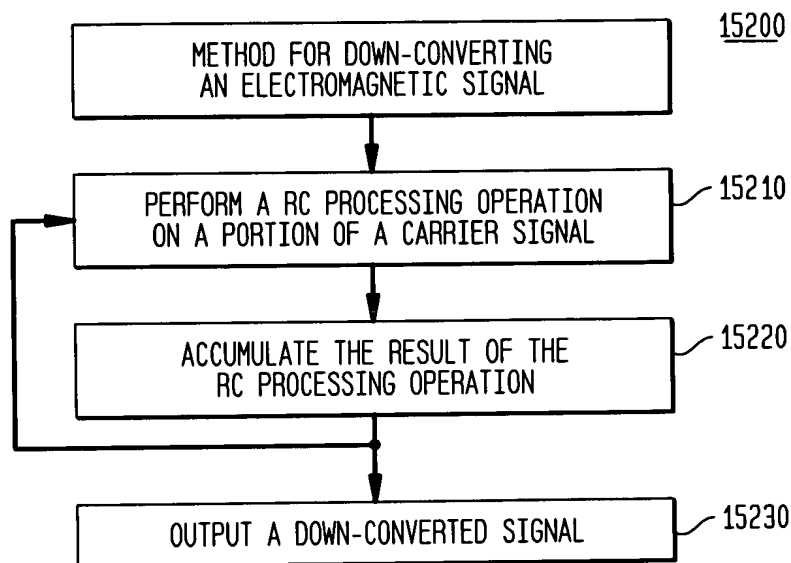 15200
METHOD FOR DOWN-CONVERTING
AN ELECTROMAGNETIC SIGNAL
PERFORM A RC PROCESSING OPERATION
ON A PORTION OF A CARRIER SIGNAL
15210
ACCUMULATE THE RESULT OF THE
RC PROCESSING OPERATION
15220
OUTPUT A DOWN-CONVERTED SIGNAL
15230